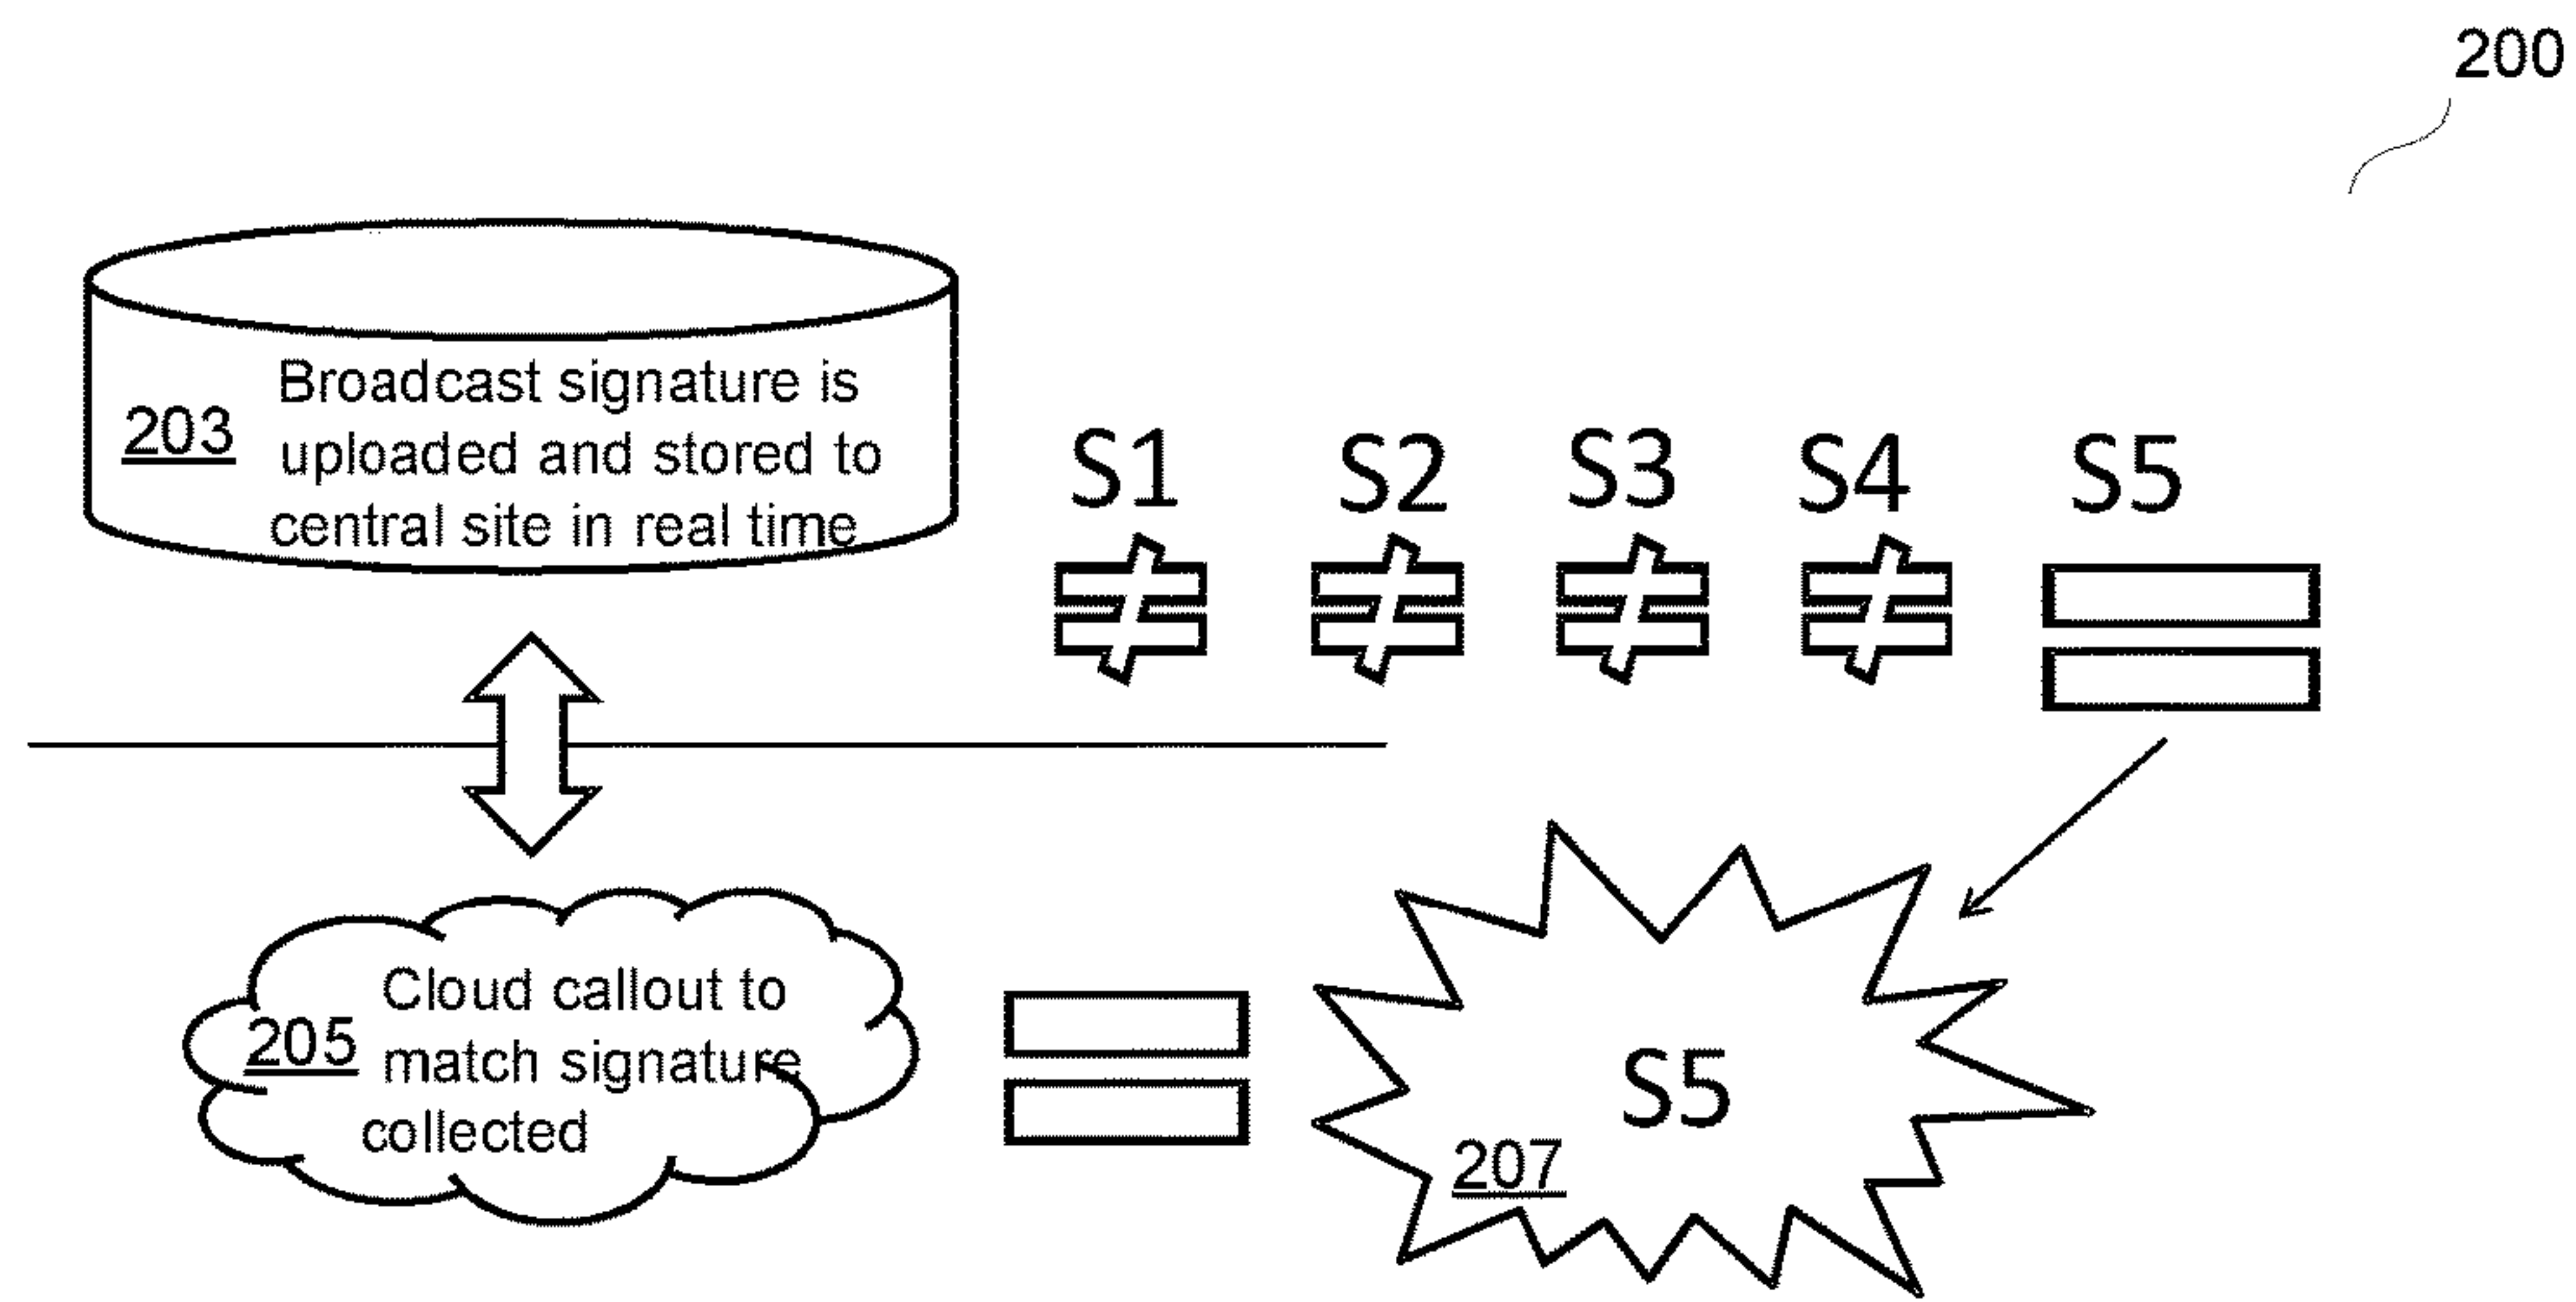 200
203
Broadcast signature is
uploaded and stored to
central site in real time
S1 S2 S3 S4 S5
205
Cloud callout to
match signature
collected
S5
207